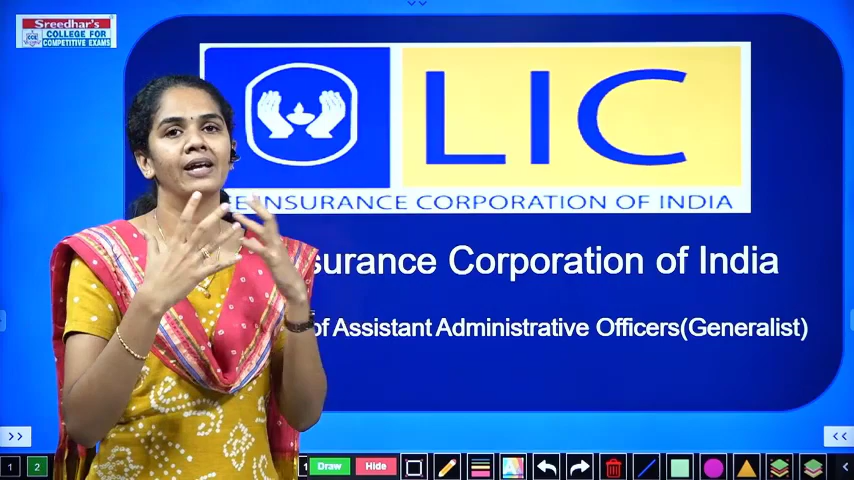 Sreedhar's
CCE
COLLEGE FOR
COMPETITIVE EXAMS
LIC
INSURANCE CORPORATION OF INDIA
surance Corporation of India
of Assistant Administrative Officers(Generalist)
>>
<<
1
2
1
Draw
Hide
A